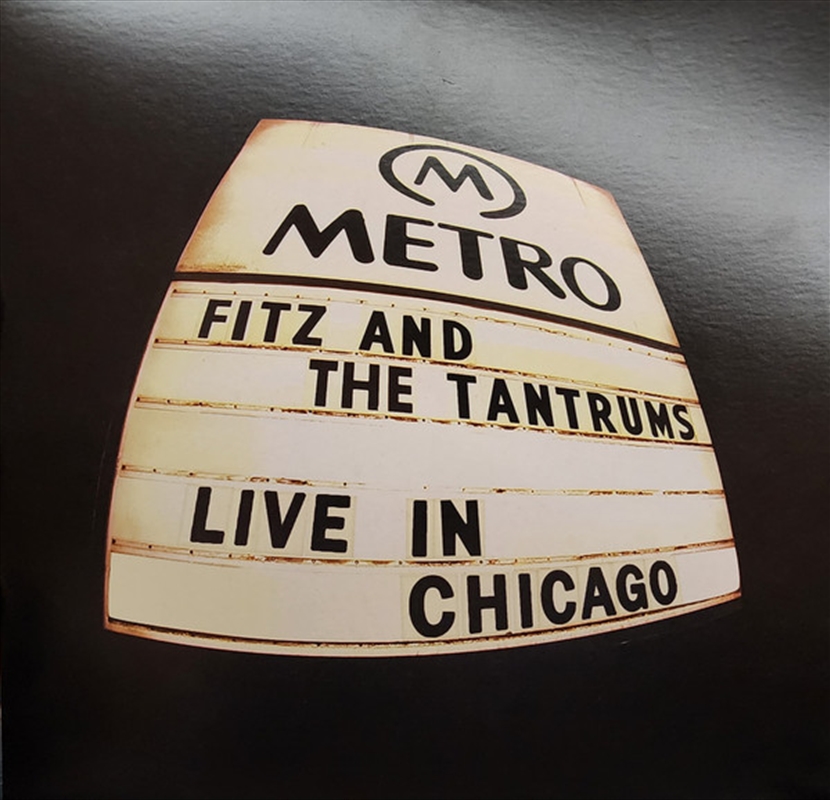 M
METRO
FITZ AND
THE TANTRUMS
LIVE IN
CHICAGO